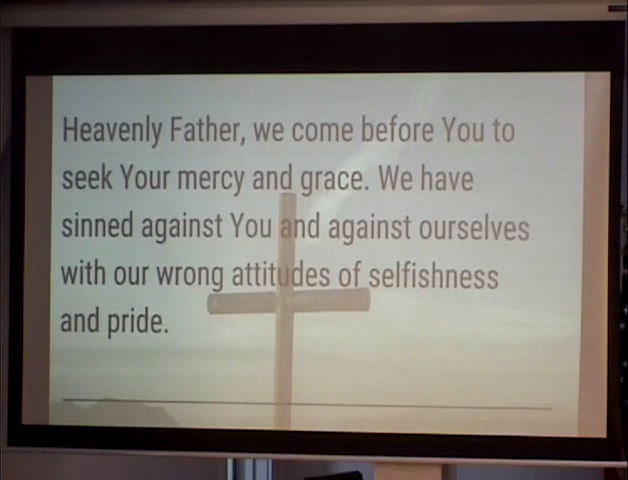 Heavenly Father, we come before You to
seek Your mercy and grace. We have
sinned against You and against ourselves
with our wrong attitudes of selfishness
and pride.